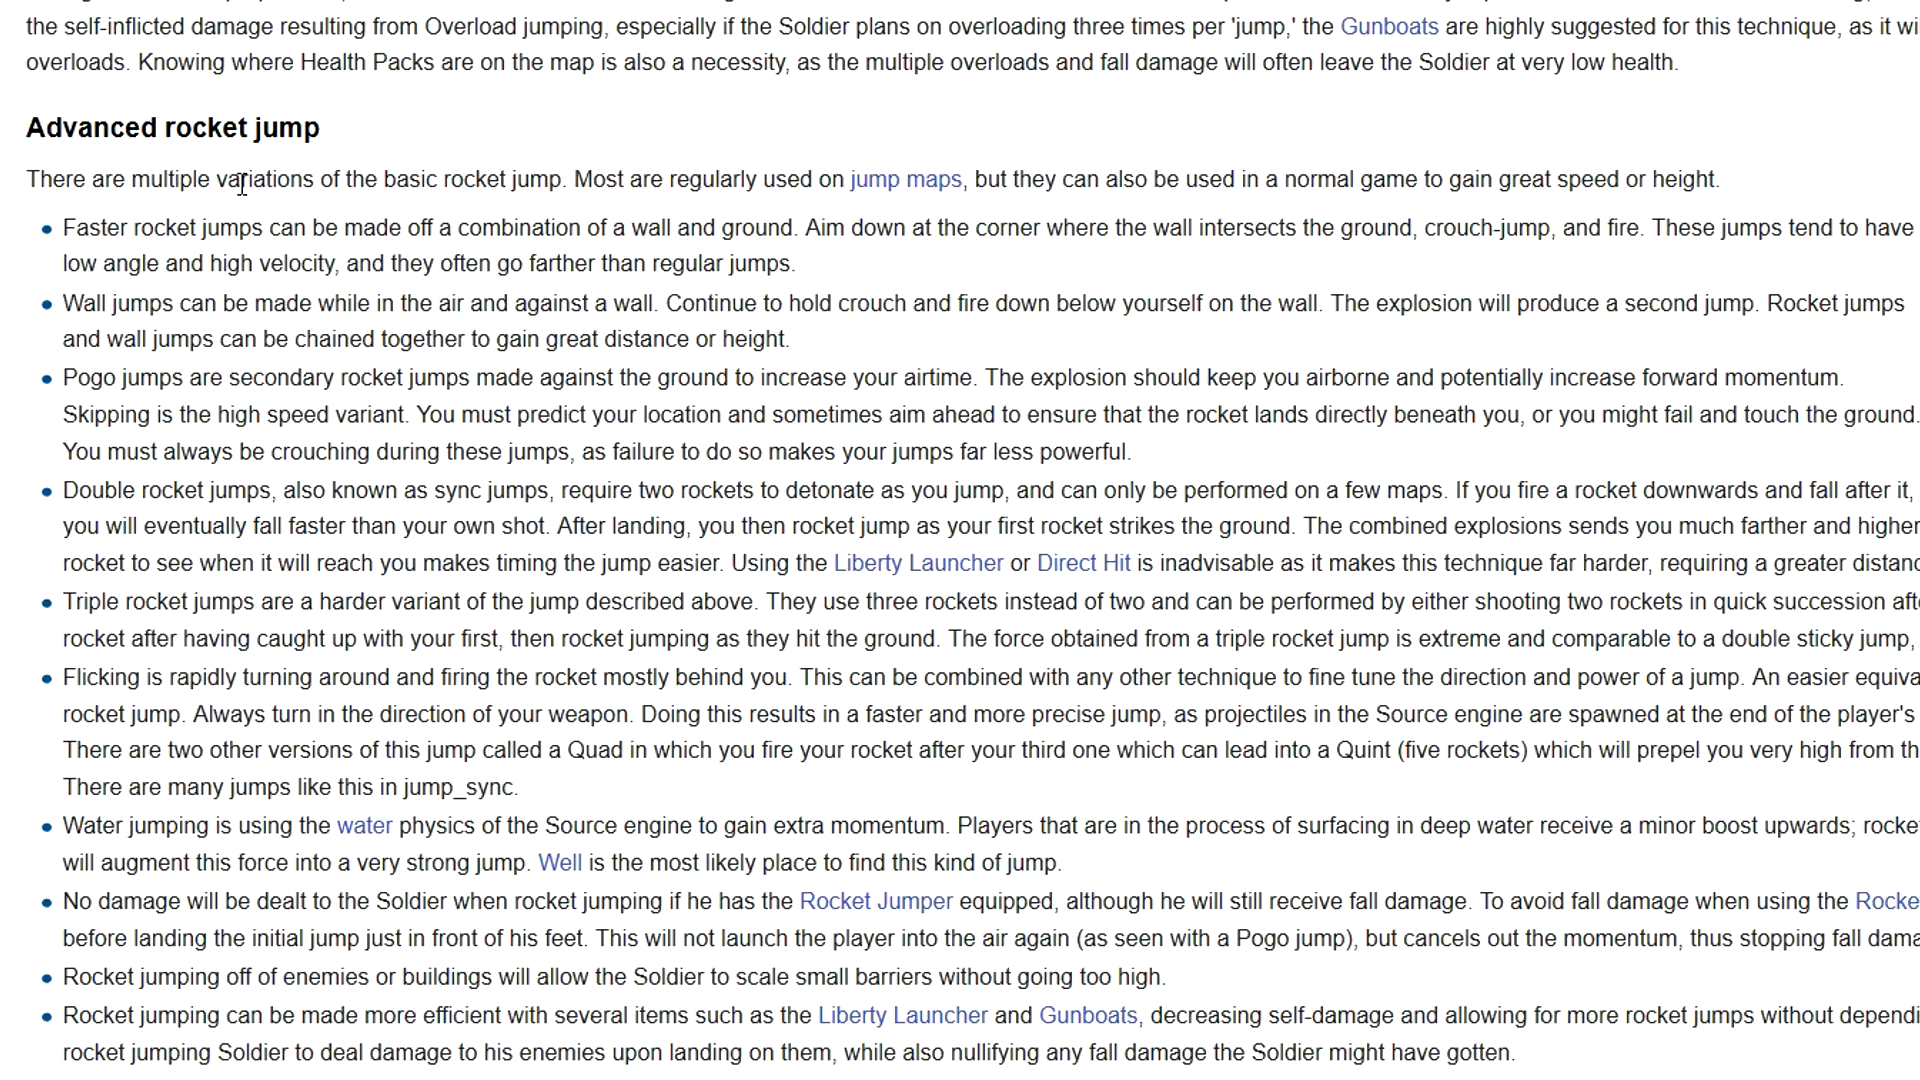 the self-inflicted damage resulting from Overload jumping, especially if the Soldier plans on overloading three times per 'jump,' the Gunboats are highly suggested for this technique, as it wi
overloads. Knowing where Health Packs are on the map is also a necessity, as the multiple overloads and fall damage will often leave the Soldier at very low health.
Advanced rocket jump
There are multiple variations of the basic rocket jump. Most are regularly used on jump maps, but they can also be used in a normal game to gain great speed or height.
Faster rocket jumps can be made off a combination of a wall and ground. Aim down at the corner where the wall intersects the ground, crouch-jump, and fire. These jumps tend to have
low angle and high velocity, and they often go farther than regular jumps.
Wall jumps can be made while in the air and against a wall. Continue to hold crouch and fire down below yourself on the wall. The explosion will produce a second jump. Rocket jumps
and wall jumps can be chained together to gain great distance or height.
Pogo jumps are secondary rocket jumps made against the ground to increase your airtime. The explosion should keep you airborne and potentially increase forward momentum.
Skipping is the high speed variant. You must predict your location and sometimes aim ahead to ensure that the rocket lands directly beneath you, or you might fail and touch the ground.
You must always be crouching during these jumps, as failure to do so makes your jumps far less powerful.
Double rocket jumps, also known as sync jumps, require two rockets to detonate as you jump, and can only be performed on a few maps. If you fire a rocket downwards and fall after it,
you will eventually fall faster than your own shot. After landing, you then rocket jump as your first rocket strikes the ground. The combined explosions sends you much farther and higher
rocket to see when it will reach you makes timing the jump easier. Using the Liberty Launcher or Direct Hit is inadvisable as it makes this technique far harder, requiring a greater distanc
Triple rocket jumps are a harder variant of the jump described above. They use three rockets instead of two and can be performed by either shooting two rockets in quick succession afte
rocket after having caught up with your first, then rocket jumping as they hit the ground. The force obtained from a triple rocket jump is extreme and comparable to a double sticky jump,
Flicking is rapidly turning around and firing the rocket mostly behind you. This can be combined with any other technique to fine tune the direction and power of a jump. An easier equiva
rocket jump. Always turn in the direction of your weapon. Doing this results in a faster and more precise jump, as projectiles in the Source engine are spawned at the end of the player's
There are two other versions of this jump called a Quad in which you fire your rocket after your third one which can lead into a Quint (five rockets) which will prepel you very high from th
There are many jumps like this in jump_sync.
Water jumping is using the water physics of the Source engine to gain extra momentum. Players that are in the process of surfacing in deep water receive a minor boost upwards; rocke
will augment this force into a very strong jump. Well is the most likely place to find this kind of jump.
No damage will be dealt to the Soldier when rocket jumping if he has the Rocket Jumper equipped, although he will still receive fall damage. To avoid fall damage when using the Rocke
before landing the initial jump just in front of his feet. This will not launch the player into the air again (as seen with a Pogo jump), but cancels out the momentum, thus stopping fall dama
Rocket jumping off of enemies or buildings will allow the Soldier to scale small barriers without going too high.
Rocket jumping can be made more efficient with several items such as the Liberty Launcher and Gunboats, decreasing self-damage and allowing for more rocket jumps without dependi
rocket jumping Soldier to deal damage to his enemies upon landing on them, while also nullifying any fall damage the Soldier might have gotten.